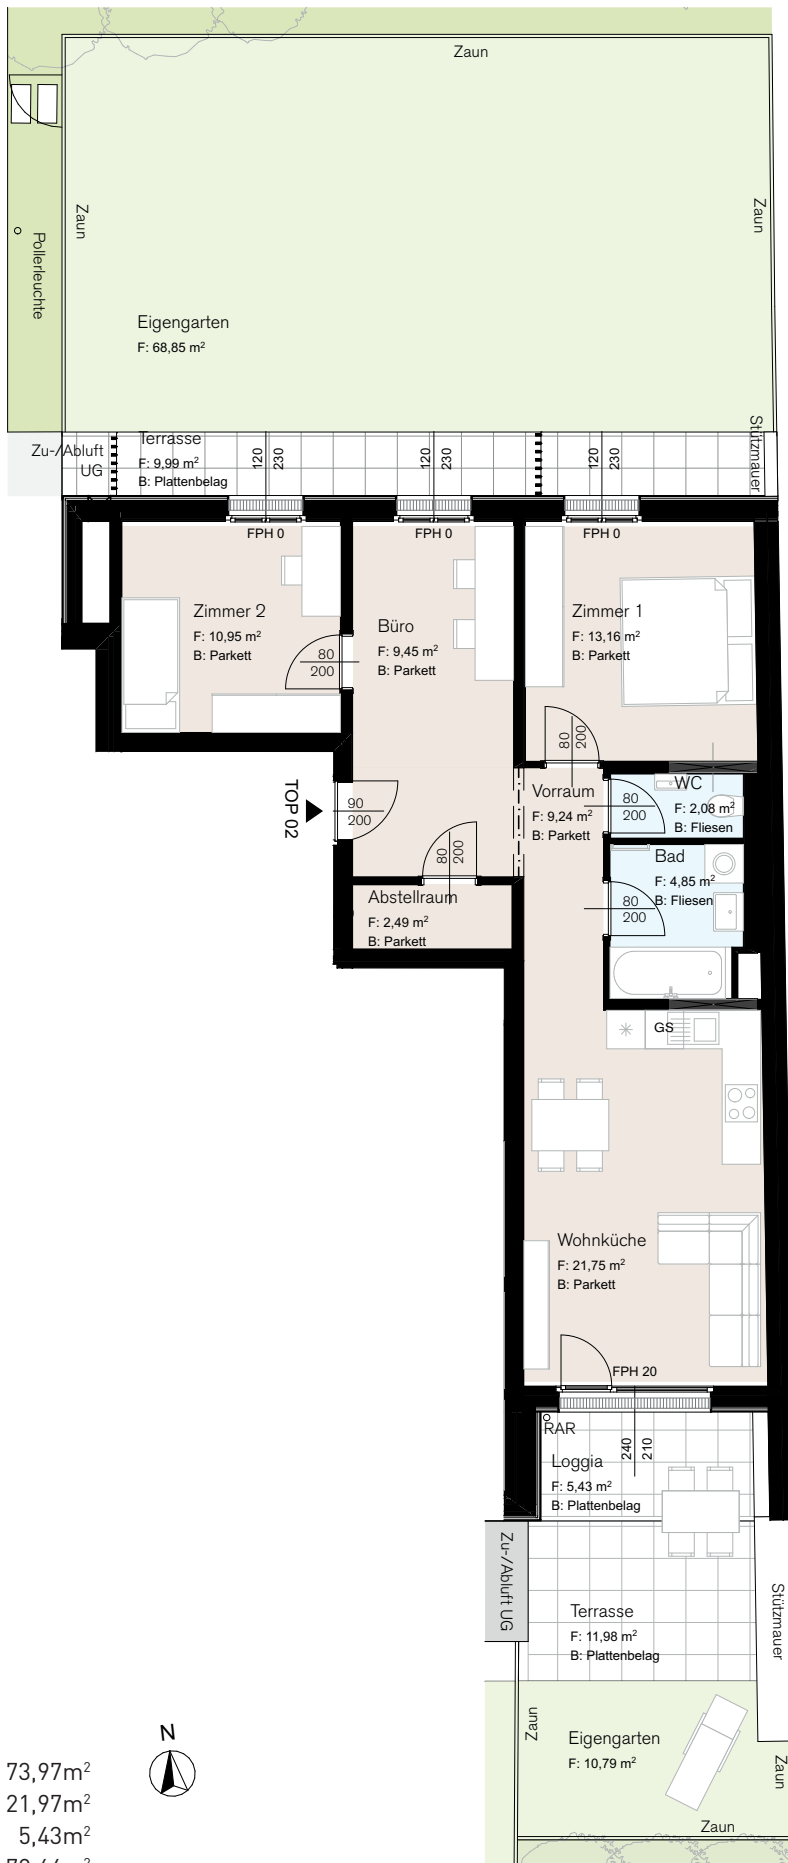 Zaun
Zaun
Zaun
Pollerleuchte
Eigengarten
F: 68,85 m²
Stützmauer
Zu-/Abluft
UG
Terrasse
F: 9,99 m²
B: Plattenbelag
120
230
120
230
120
230
FPH 0
FPH 0
FPH 0
Zimmer 2
F: 10,95 m²
B: Parkett
80
200
Büro
F: 9,45 m²
B: Parkett
Zimmer 1
F: 13,16 m²
B: Parkett
80
200
TOP 02
90
200
Vorraum
F: 9,24 m²
B: Parkett
80
200
WC
F: 2,08 m²
B: Fliesen
80
200
Bad
F: 4,85 m²
B: Fliesen
80
200
Abstellraum
F: 2,49 m²
B: Parkett
GS
Wohnküche
F: 21,75 m²
B: Parkett
FPH 20
RAR
240
210
Loggia
F: 5,43 m²
B: Plattenbelag
Zu-/Abluft UG
Stützmauer
Terrasse
F: 11,98 m²
B: Plattenbelag
Zaun
Eigengarten
F: 10,79 m²
Zaun
Zaun
N
73,97m²
21,97m²
5,43m²